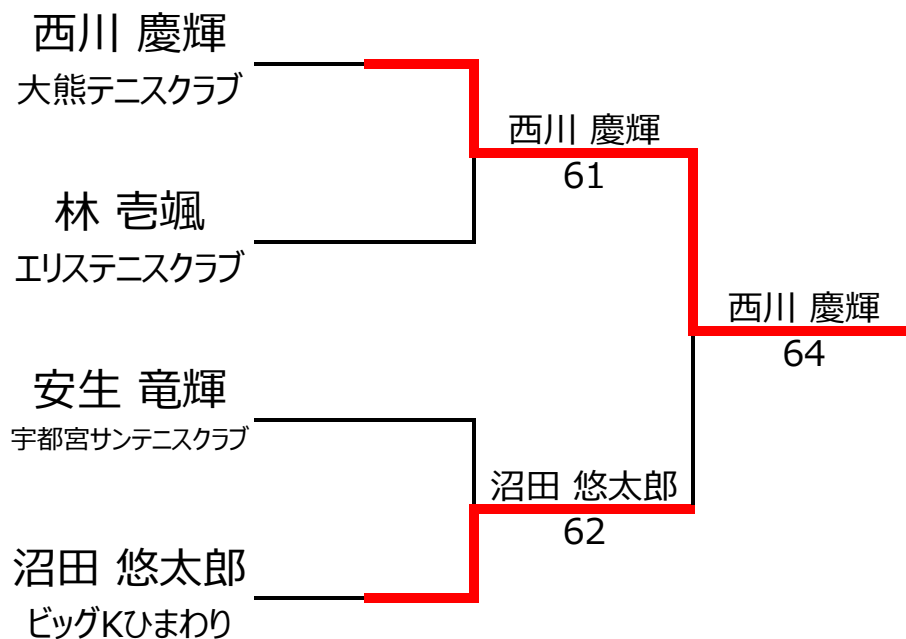 西川 慶輝
大熊テニスクラブ
西川 慶輝
61
林 壱颯
エリステニスクラブ
西川 慶輝
64
安生 竜輝
宇都宮サンテニスクラブ
沼田 悠太郎
62
沼田 悠太郎
ビッグKひまわり